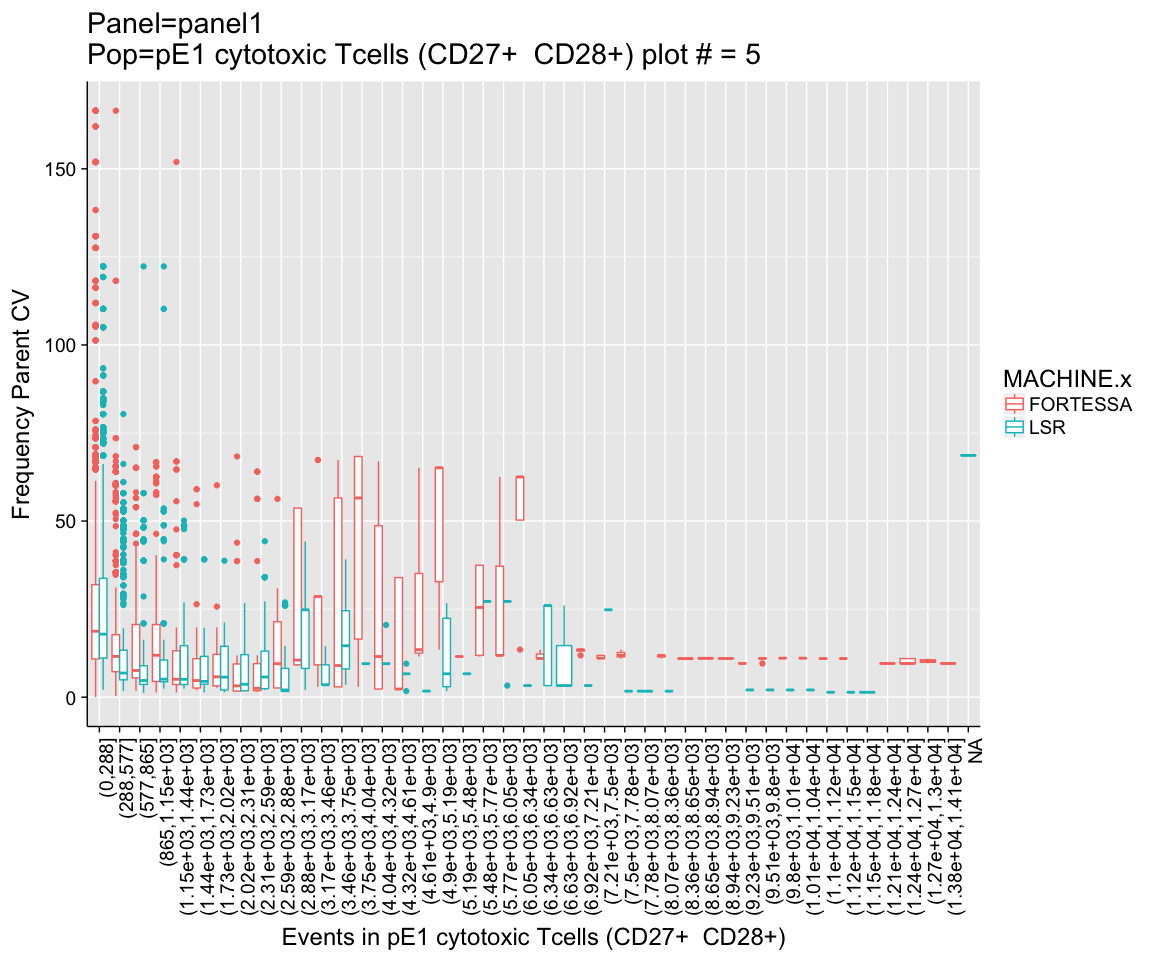 Panel=panel1
Pop=pE1 cytotoxic Tcells (CD27+  CD28+) plot # = 5
Frequency Parent CV
150
100
50
0
MACHINE.x
FORTESSA
LSR
(0,288]
(288,577]
(577,865]
(865,1.15e+03]
(1.15e+03,1.44e+03]
(1.44e+03,1.73e+03]
(1.73e+03,2.02e+03]
(2.02e+03,2.31e+03]
(2.31e+03,2.59e+03]
(2.59e+03,2.88e+03]
(2.88e+03,3.17e+03]
(3.17e+03,3.46e+03]
(3.46e+03,3.75e+03]
(3.75e+03,4.04e+03]
(4.04e+03,4.32e+03]
(4.32e+03,4.61e+03]
(4.61e+03,4.9e+03]
(4.9e+03,5.19e+03]
(5.19e+03,5.48e+03]
(5.48e+03,5.77e+03]
(5.77e+03,6.05e+03]
(6.05e+03,6.34e+03]
(6.34e+03,6.63e+03]
(6.63e+03,6.92e+03]
(6.92e+03,7.21e+03]
(7.21e+03,7.5e+03]
(7.5e+03,7.78e+03]
(7.78e+03,8.07e+03]
(8.07e+03,8.36e+03]
(8.36e+03,8.65e+03]
(8.65e+03,8.94e+03]
(8.94e+03,9.23e+03]
(9.23e+03,9.51e+03]
(9.51e+03,9.8e+03]
(9.8e+03,1.01e+04]
(1.01e+04,1.04e+04]
(1.1e+04,1.12e+04]
(1.12e+04,1.15e+04]
(1.15e+04,1.18e+04]
(1.21e+04,1.24e+04]
(1.24e+04,1.27e+04]
(1.27e+04,1.3e+04]
(1.38e+04,1.41e+04]
NA
Events in pE1 cytotoxic Tcells (CD27+  CD28+)